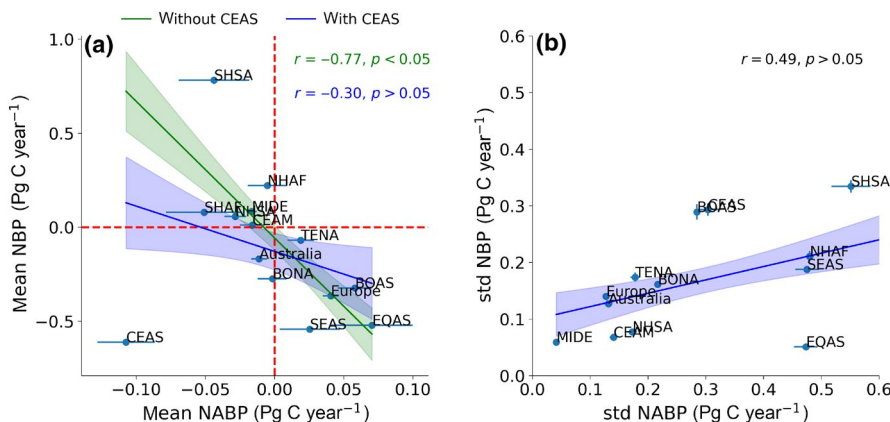 Without CEAS
With CEAS
(a)
r = −0.77, p < 0.05
r = −0.30, p > 0.05
SHSA
NHAF
SHAF
NHSA
MIDE
CEAM
TENA
Australia
BONA
BOAS
Europe
SEAS
EQAS
CEAS
1.0
0.5
0.0
−0.5
−0.10
−0.05
0.00
0.05
0.10
Mean NBP (Pg C year−1)
Mean NABP (Pg C year−1)
(b)
r = 0.49, p > 0.05
SHSA
CEAS
BOAS
NHAF
SEAS
TENA
BONA
Europe
Australia
NHSA
CEAM
MIDE
EQAS
0.6
0.5
0.4
0.3
0.2
0.1
0.0
0.0
0.1
0.2
0.3
0.4
0.5
0.6
std NBP (Pg C year−1)
std NABP (Pg C year−1)